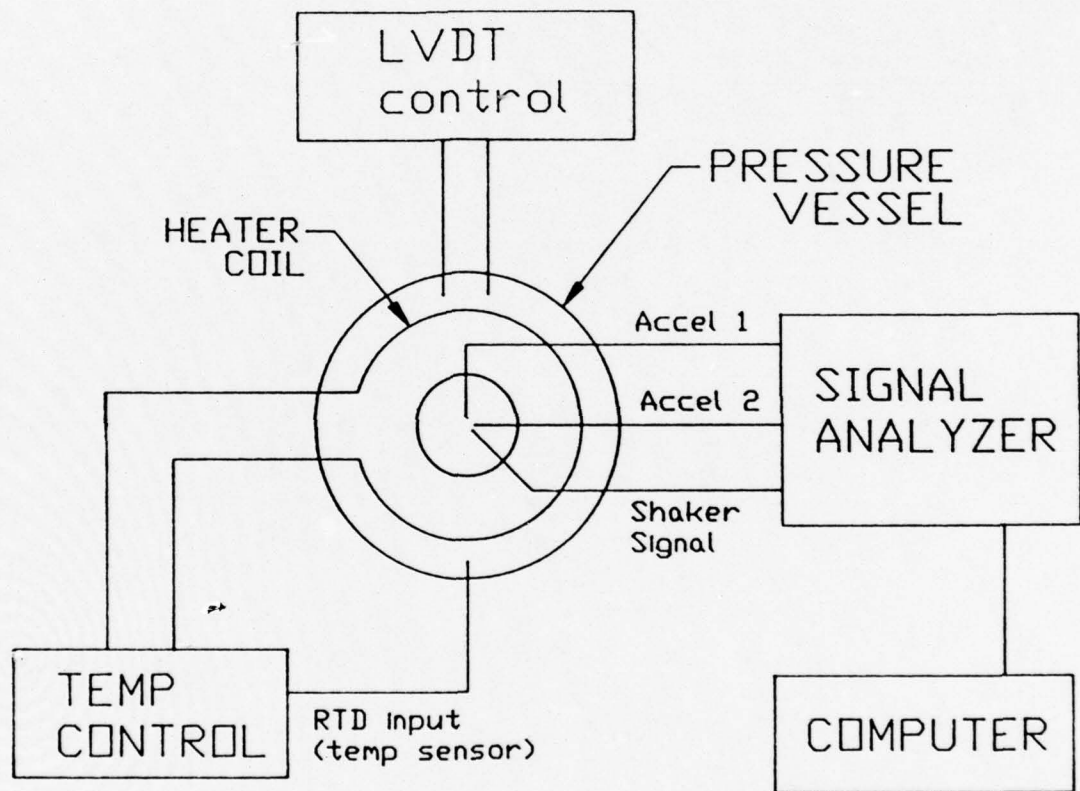 LVDT
control
PRESSURE
VESSEL
HEATER
COIL
Accel 1
Accel 2
Shaker
Signal
SIGNAL
ANALYZER
TEMP
CONTROL
RTD input
(temp sensor)
COMPUTER